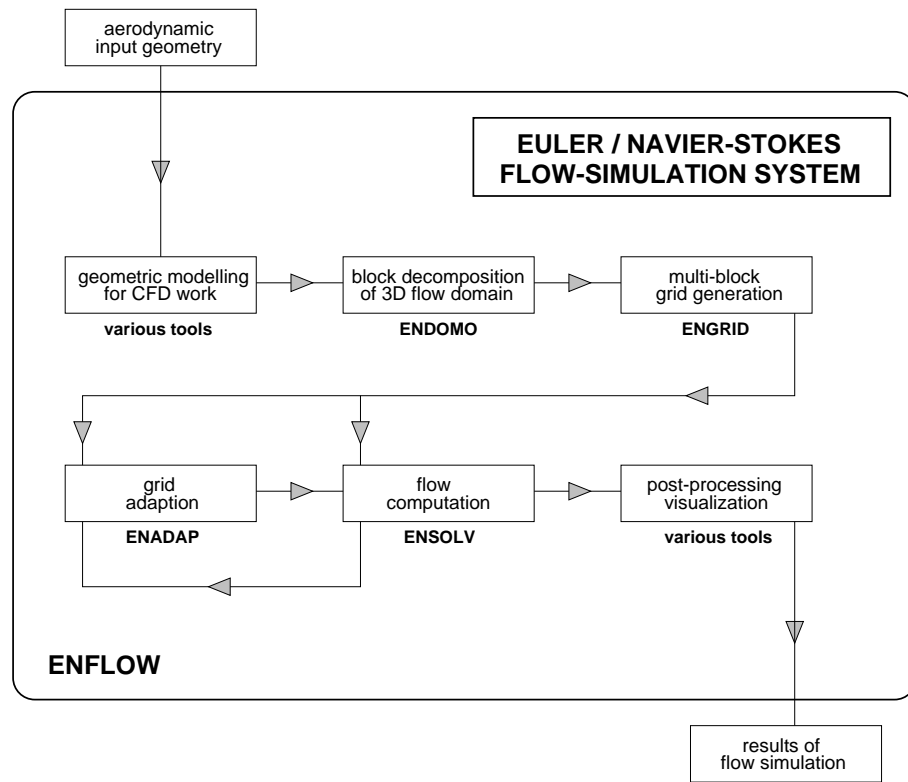 aerodynamic
input geometry
EULER / NAVIER-STOKES
FLOW-SIMULATION SYSTEM
geometric modelling
for CFD work
various tools
block decomposition
of 3D flow domain
ENDOMO
multi-block
grid generation
ENGRID
grid
adaption
ENADAP
flow
computation
ENSOLV
post-processing
visualization
various tools
ENFLOW
results of
flow simulation